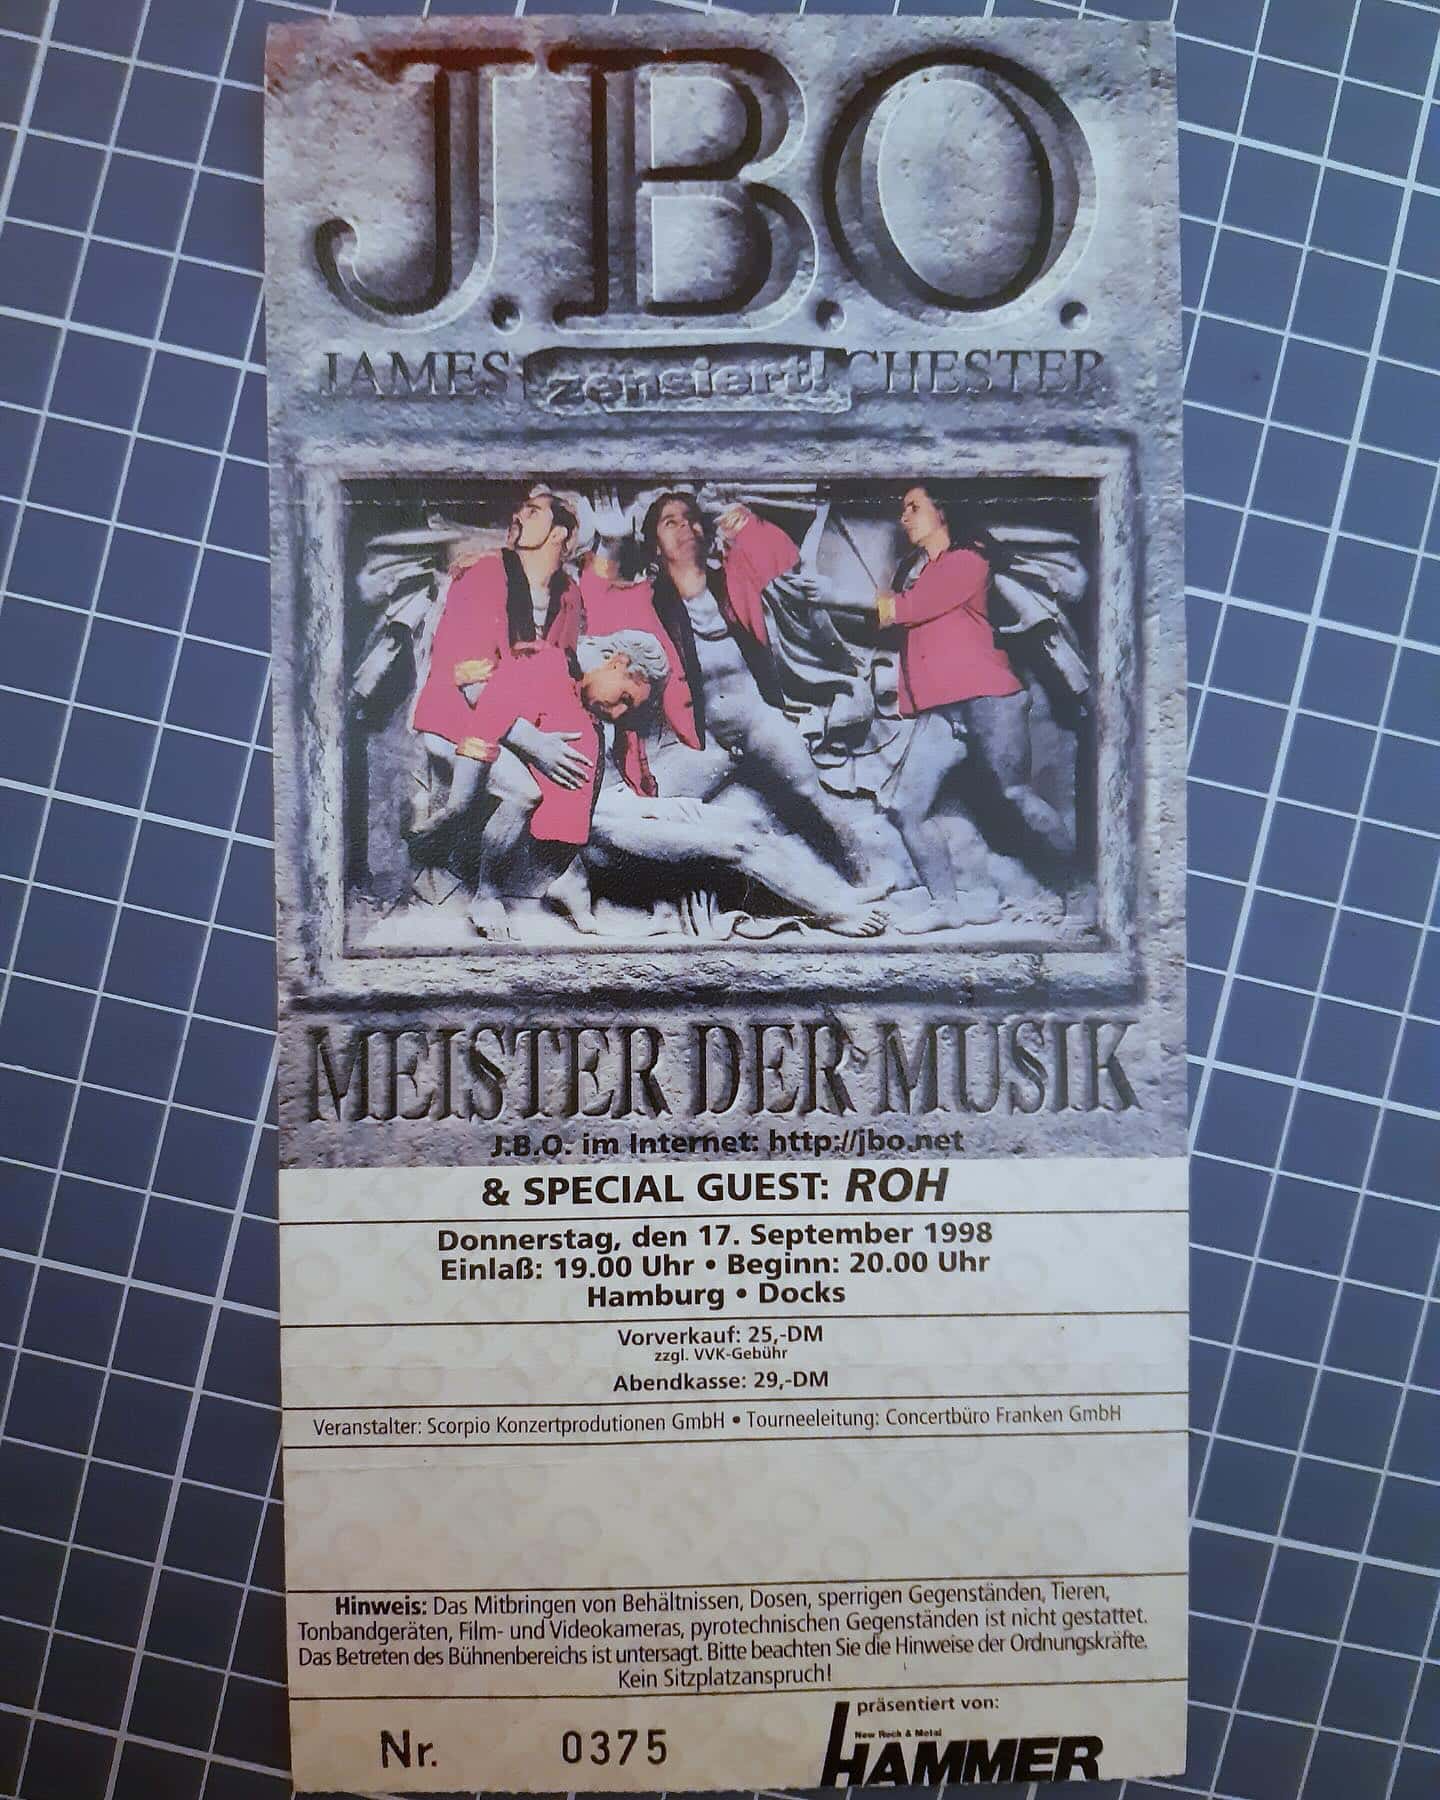 J.B.O.
JAMES zensiert! CHESTER
MEISTER DER MUSIK
J.B.O. im Internet: http://jbo.net
& SPECIAL GUEST: ROH
Donnerstag, den 17. September 1998
Einlaß: 19.00 Uhr • Beginn: 20.00 Uhr
Hamburg • Docks
Vorverkauf: 25,-DM
zzgl. VVK-Gebühr
Abendkasse: 29,-DM
Veranstalter: Scorpio Konzertprodutionen GmbH • Tourneeleitung: Concertbüro Franken GmbH
Hinweis: Das Mitbringen von Behältnissen, Dosen, sperrigen Gegenständen, Tieren,
Tonbandgeräten, Film- und Videokameras, pyrotechnischen Gegenständen ist nicht gestattet.
Das Betreten des Bühnenbereichs ist untersagt. Bitte beachten Sie die Hinweise der Ordnungskräfte.
Kein Sitzplatzanspruch!
präsentiert von:
New Rock & Metal
Nr. 0375 HAMMER